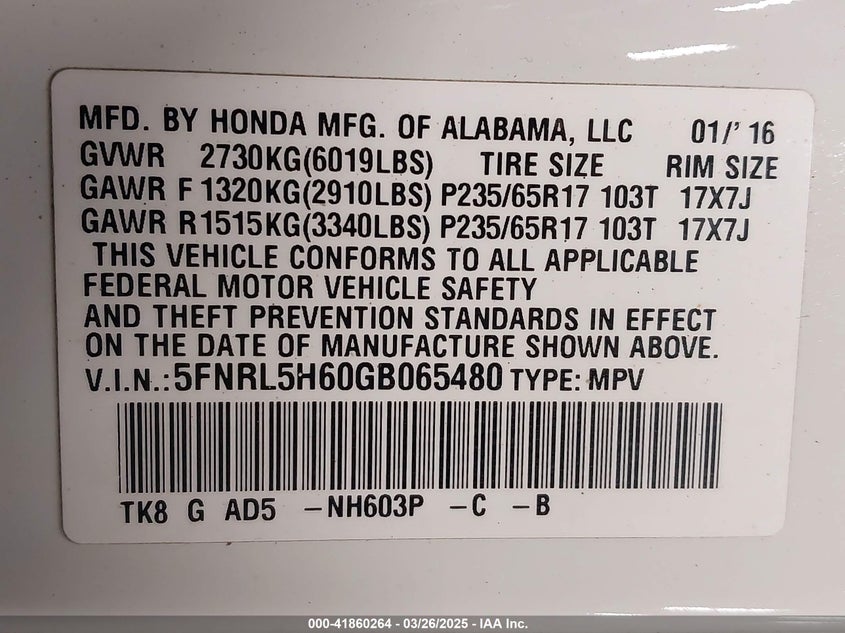 MFD. BY HONDA MFG. OF ALABAMA, LLC 01/'16
GVWR 2730KG(6019LBS) TIRE SIZE RIM SIZE
GAWR F 1320KG(2910LBS) P235/65R17 103T 17X7J
GAWR R1515KG(3340LBS) P235/65R17 103T 17X7J
THIS VEHICLE CONFORMS TO ALL APPLICABLE
FEDERAL MOTOR VEHICLE SAFETY
AND THEFT PREVENTION STANDARDS IN EFFECT
ON THE DATE OF MANUFACTURE SHOWN ABOVE.
V.I.N.:5FNRL5H60GB065480 TYPE: MPV
TK8 G AD5 -NH603P -C -B
000-41860264 - 03/26/2025 - IAA Inc.